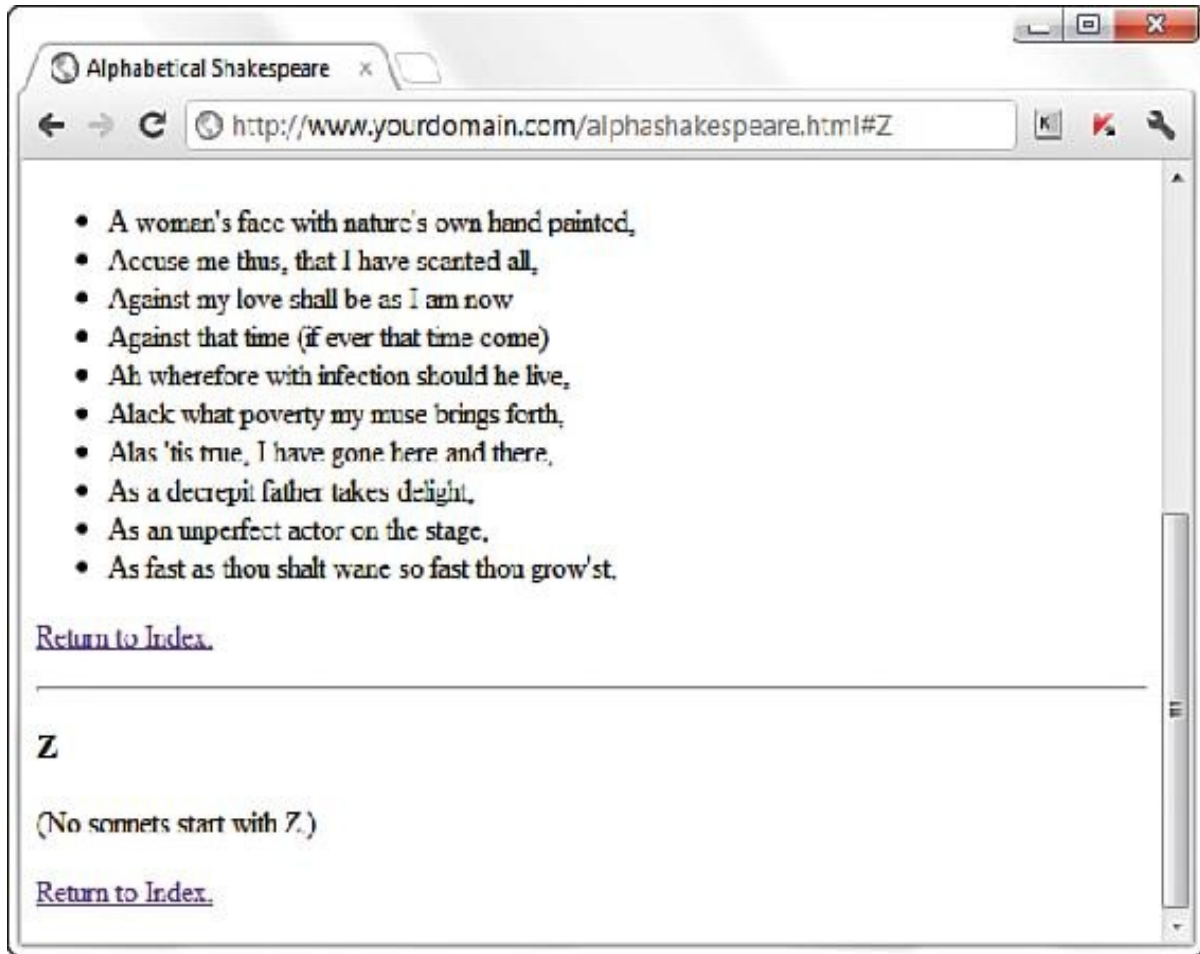 Alphabetical Shakespeare
http://www.yourdomain.com/alphashakespeare.html#Z
A woman's face with nature's own hand painted,
Accuse me thus, that I have scanted all,
Against my love shall be as I am now
Against that time (if ever that time come)
Ah wherefore with infection should he live,
Alack what poverty my muse brings forth,
Alas 'tis true, I have gone here and there,
As a decrepit father takes delight,
As an unperfect actor on the stage,
As fast as thou shalt wane so fast thou grow'st,
Return to Index.
Z
(No sonnets start with Z.)
Return to Index.